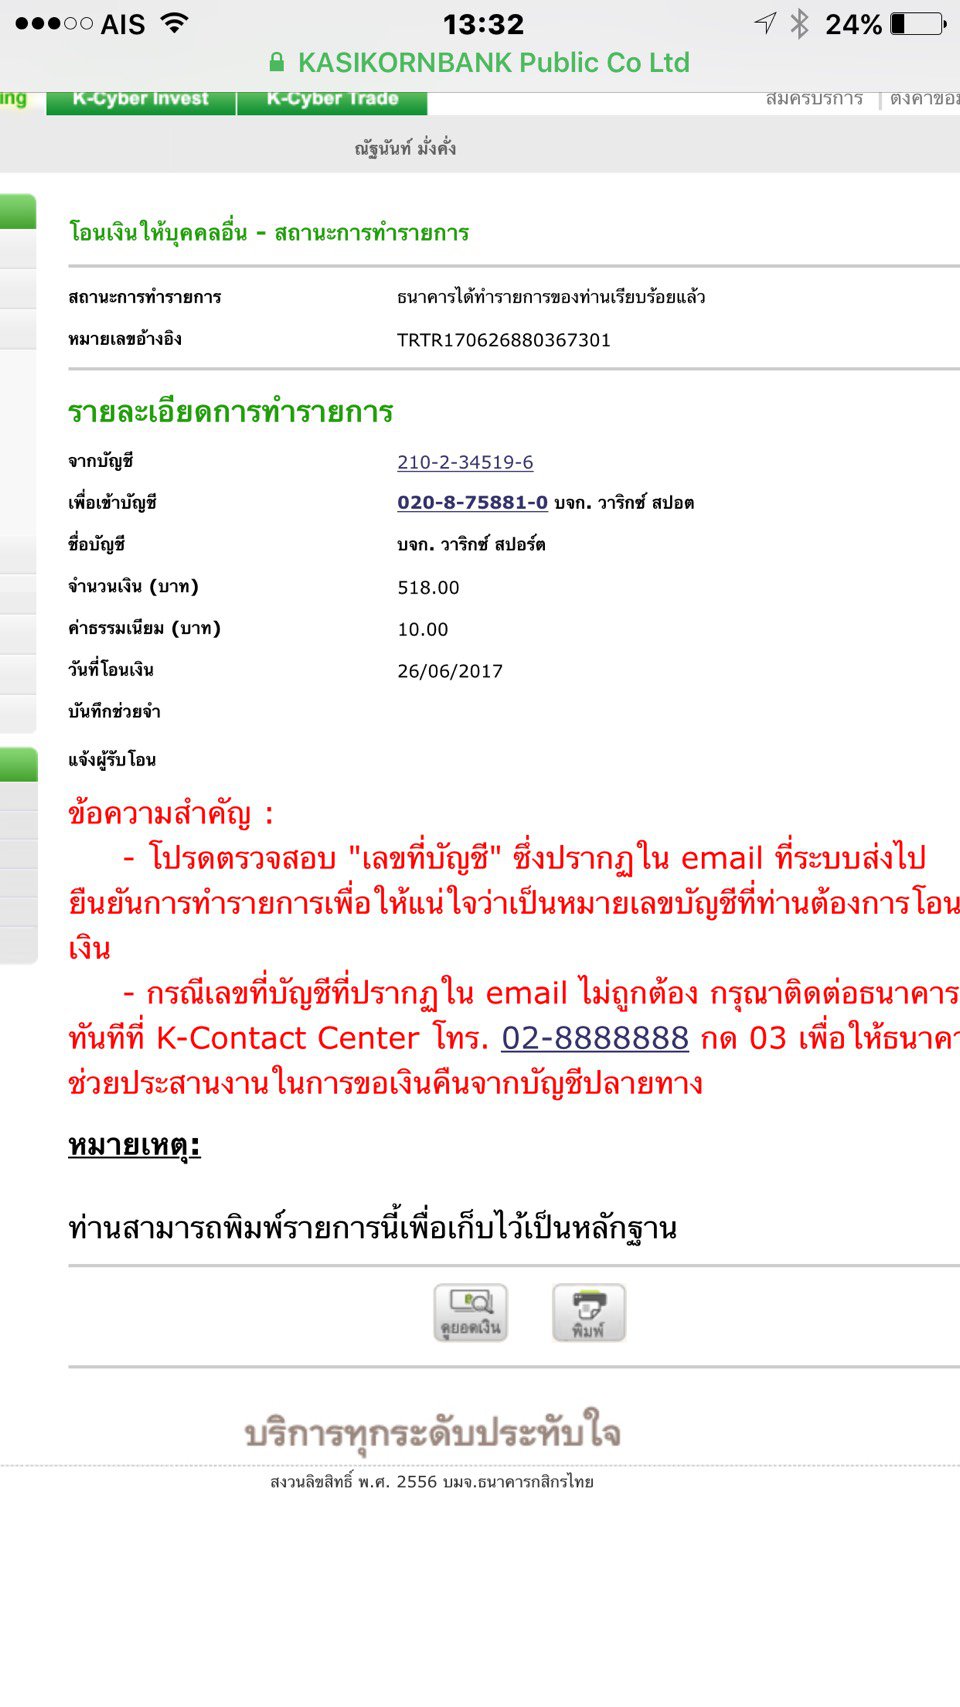 AIS 13:32 24%
KASIKORNBANK Public Co Ltd
ing K-Cyber Invest K-Cyber Trade สมัครบริการ
ณัฐนันท์ มั่งคั่ง
โอนเงินให้บุคคลอื่น - สถานะการทำรายการ
สถานะการทำรายการ ธนาคารได้ทำรายการของท่านเรียบร้อยแล้ว
หมายเลขอ้างอิง TRTR170626880367301
รายละเอียดการทำรายการ
จากบัญชี 210-2-34519-6
เพื่อเข้าบัญชี 020-8-75881-0 บจก. วาริกซ์ สปอต
ชื่อบัญชี บจก. วาริกซ์ สปอร์ต
จำนวนเงิน (บาท) 518.00
ค่าธรรมเนียม (บาท) 10.00
วันที่โอนเงิน 26/06/2017
บันทึกช่วยจำ
แจ้งผู้รับโอน
ข้อความสำคัญ :
- โปรดตรวจสอบ "เลขที่บัญชี" ซึ่งปรากฏใน email ที่ระบบส่งไป
ยืนยันการทำรายการเพื่อให้แน่ใจว่าเป็นหมายเลขบัญชีที่ท่านต้องการโอน
เงิน
- กรณีเลขที่บัญชีที่ปรากฏใน email ไม่ถูกต้อง กรุณาติดต่อธนาคาร
ทันทีที่ K-Contact Center โทร. 02-8888888 กด 03 เพื่อให้ธนาคา
ช่วยประสานงานในการขอเงินคืนจากบัญชีปลายทาง
หมายเหตุ:
ท่านสามารถพิมพ์รายการนี้เพื่อเก็บไว้เป็นหลักฐาน
ดูยอดเงิน พิมพ์
บริการทุกระดับประทับใจ
สงวนลิขสิทธิ์ พ.ศ. 2556 บมจ.ธนาคารกสิกรไทย